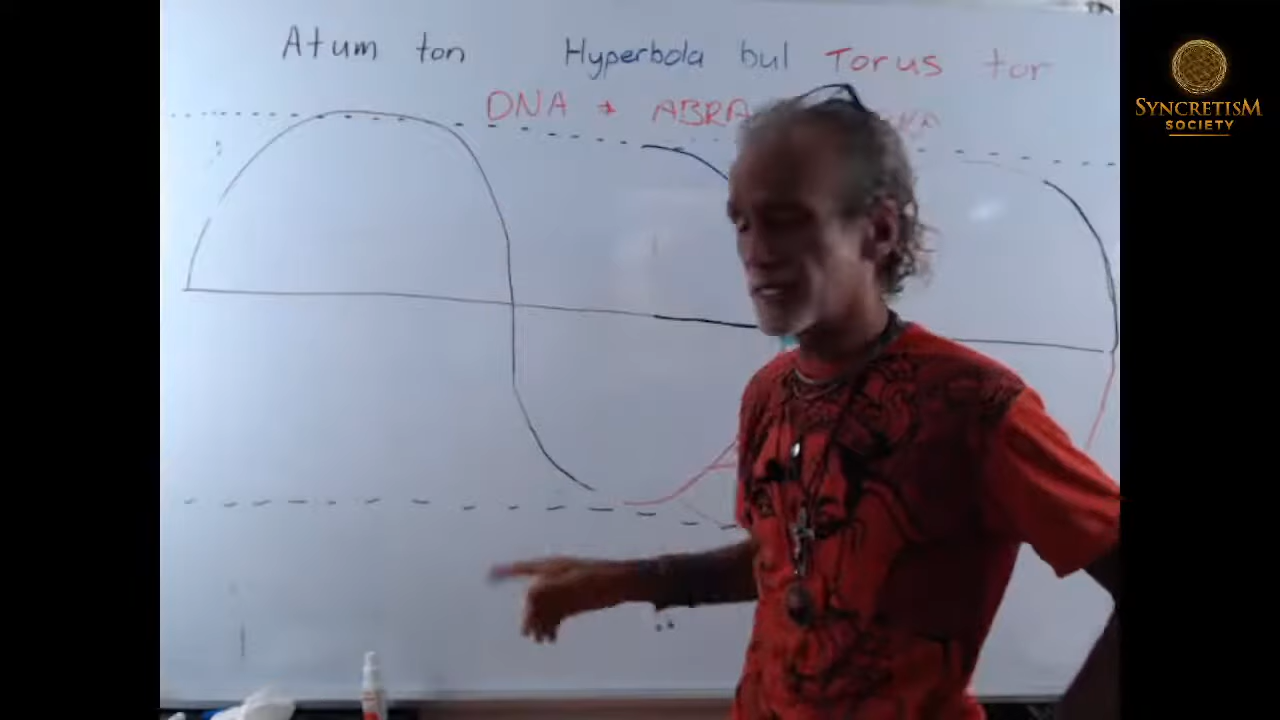 Atum ton Hyperbola bul Torus tor
DNA → ABRA
SYNCRETISM
SOCIETY